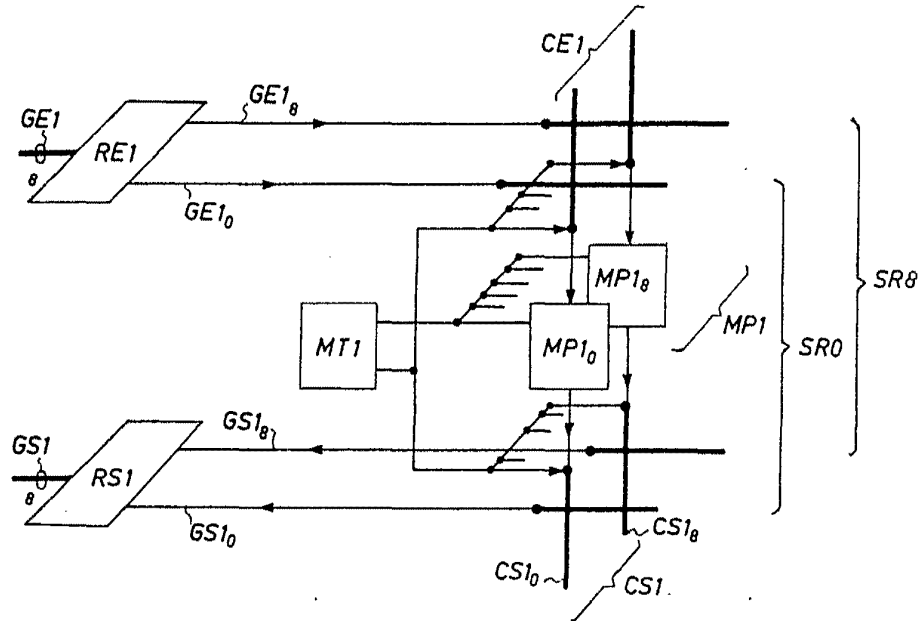 CE1
GE1
GE1₈
RE1
8
GE1₀
MP1₈
MP1
SR8
MT1
MP1₀
SR0
GS1
GS1₈
RS1
8
GS1₀
CS1₈
CS1₀
CS1